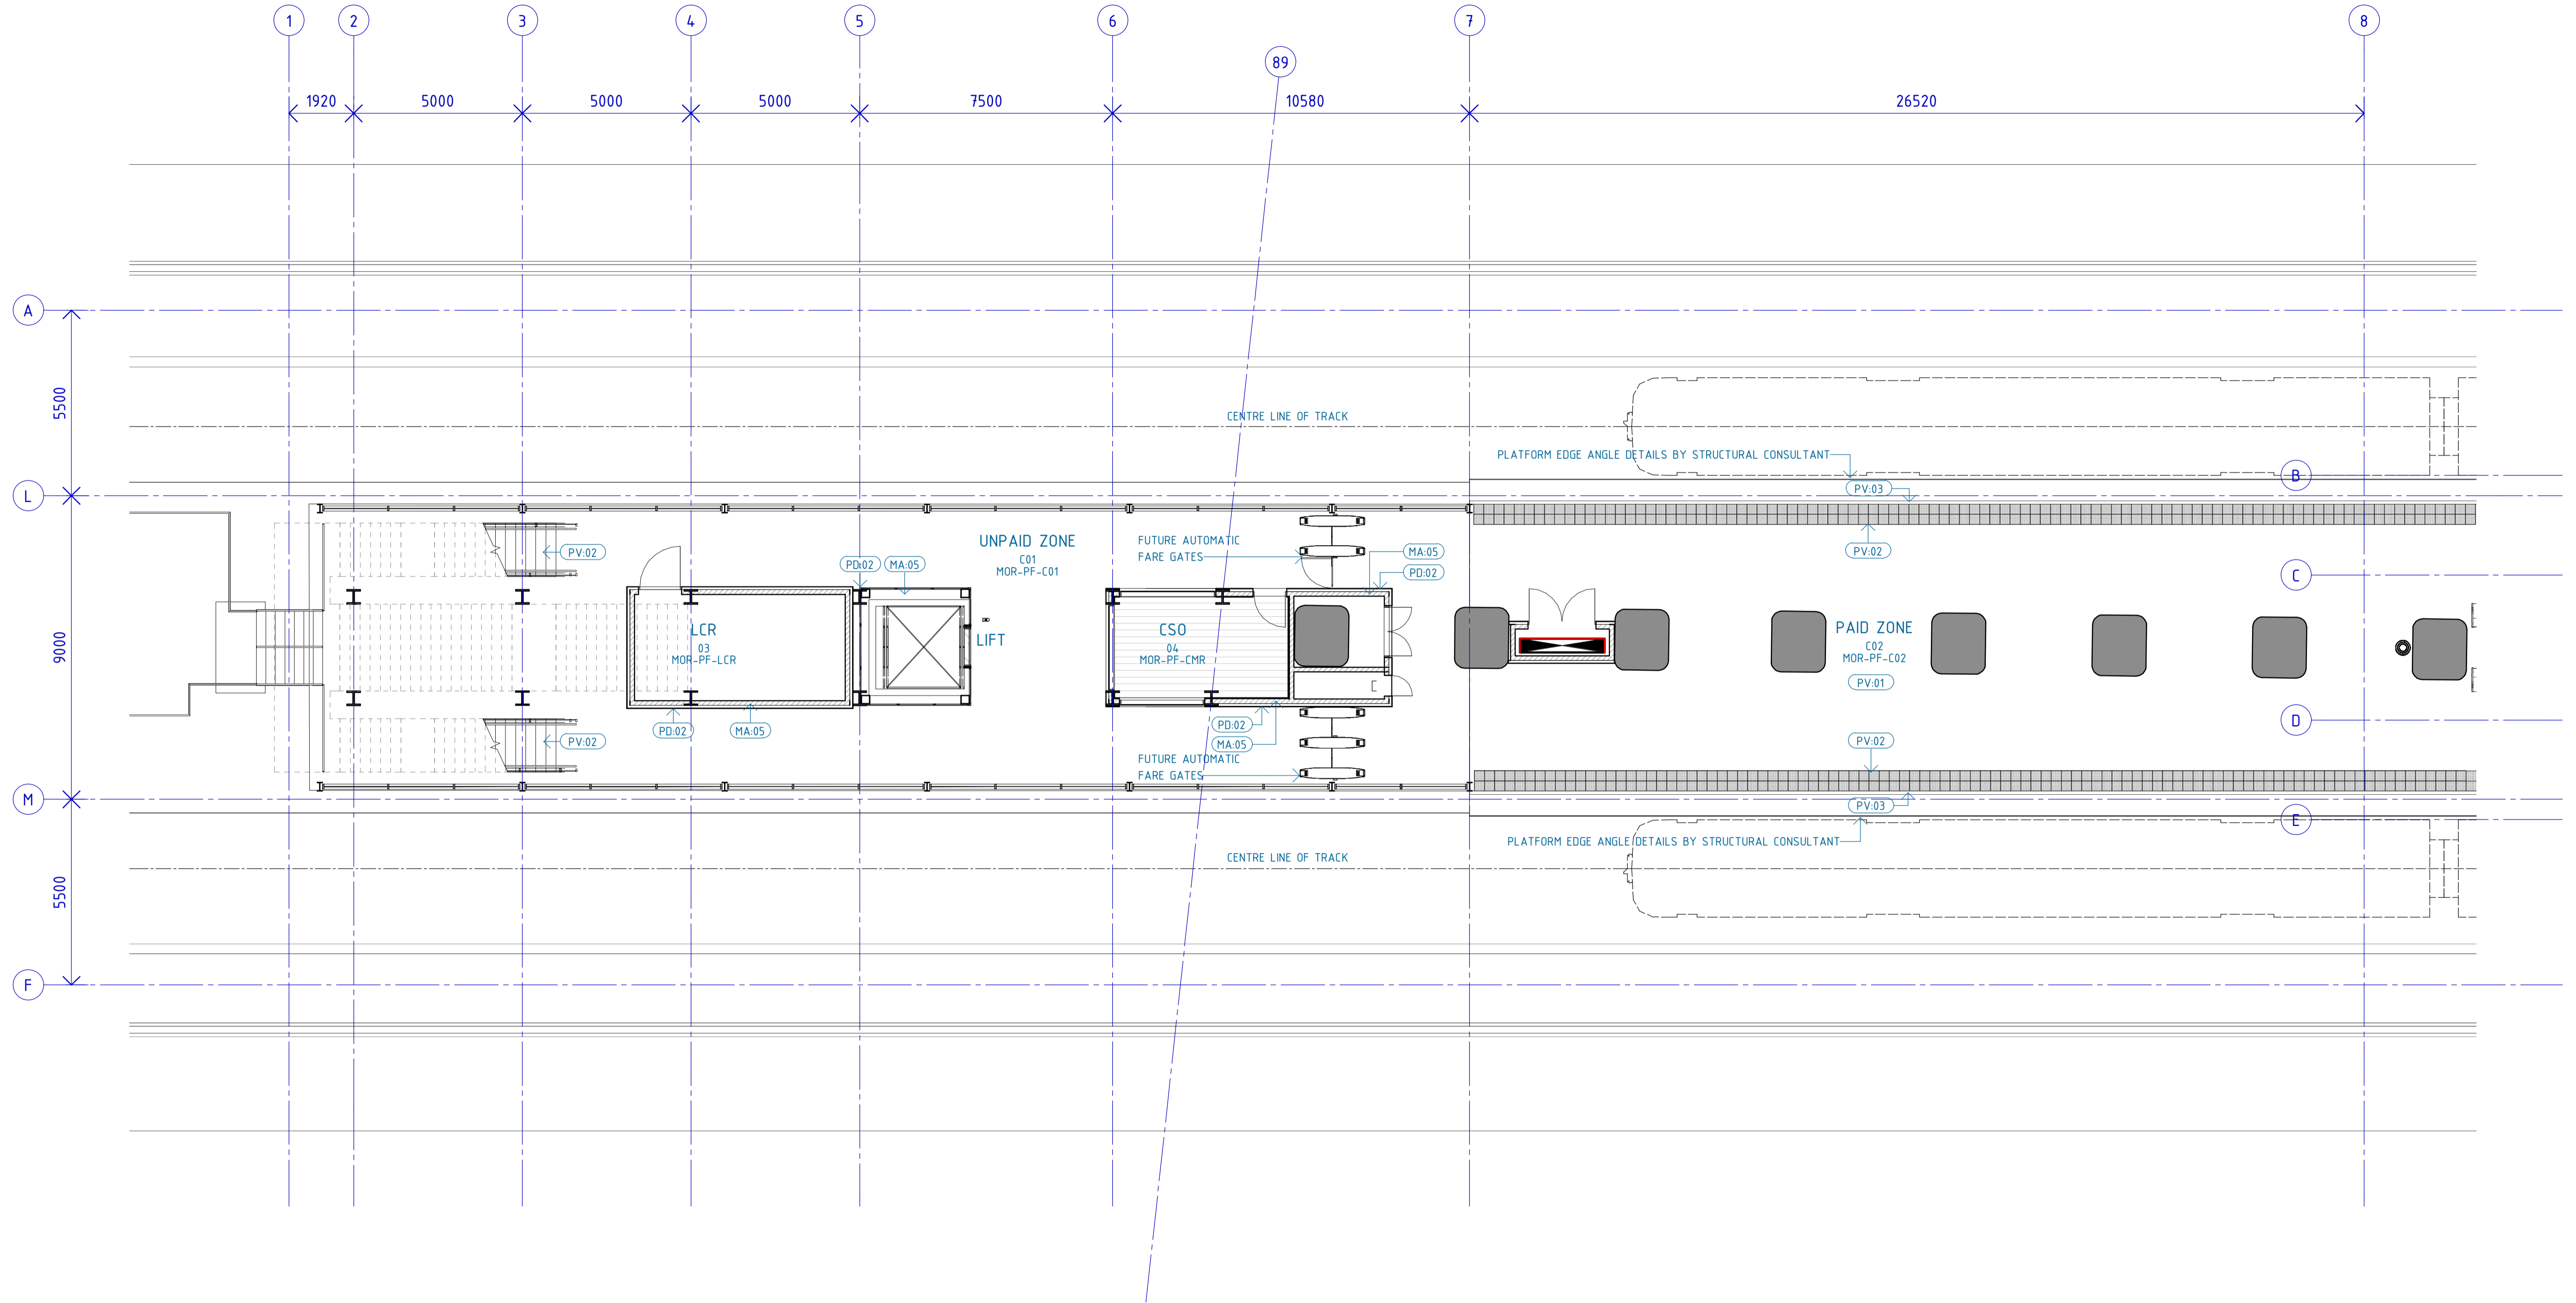 1
2
3
4
5
6
7
8
89
1920
5000
5000
5000
7500
10580
26520
A
5500
CENTRE LINE OF TRACK
PLATFORM EDGE ANGLE DETAILS BY STRUCTURAL CONSULTANT
B
PV:03
L
PV:02
UNPAID ZONE
C01
MOR-PF-C01
FUTURE AUTOMATIC
FARE GATES
PV:02
PD:02
MA:05
MA:05
PD:02
C
9000
LCR
03
MOR-PF-LCR
LIFT
CSO
04
MOR-PF-CMR
PAID ZONE
C02
MOR-PF-C02
PV:01
PD:02
MA:05
PV:02
PD:02
MA:05
FUTURE AUTOMATIC
FARE GATES
PV:02
D
M
PV:03
E
PLATFORM EDGE ANGLE DETAILS BY STRUCTURAL CONSULTANT
CENTRE LINE OF TRACK
5500
F